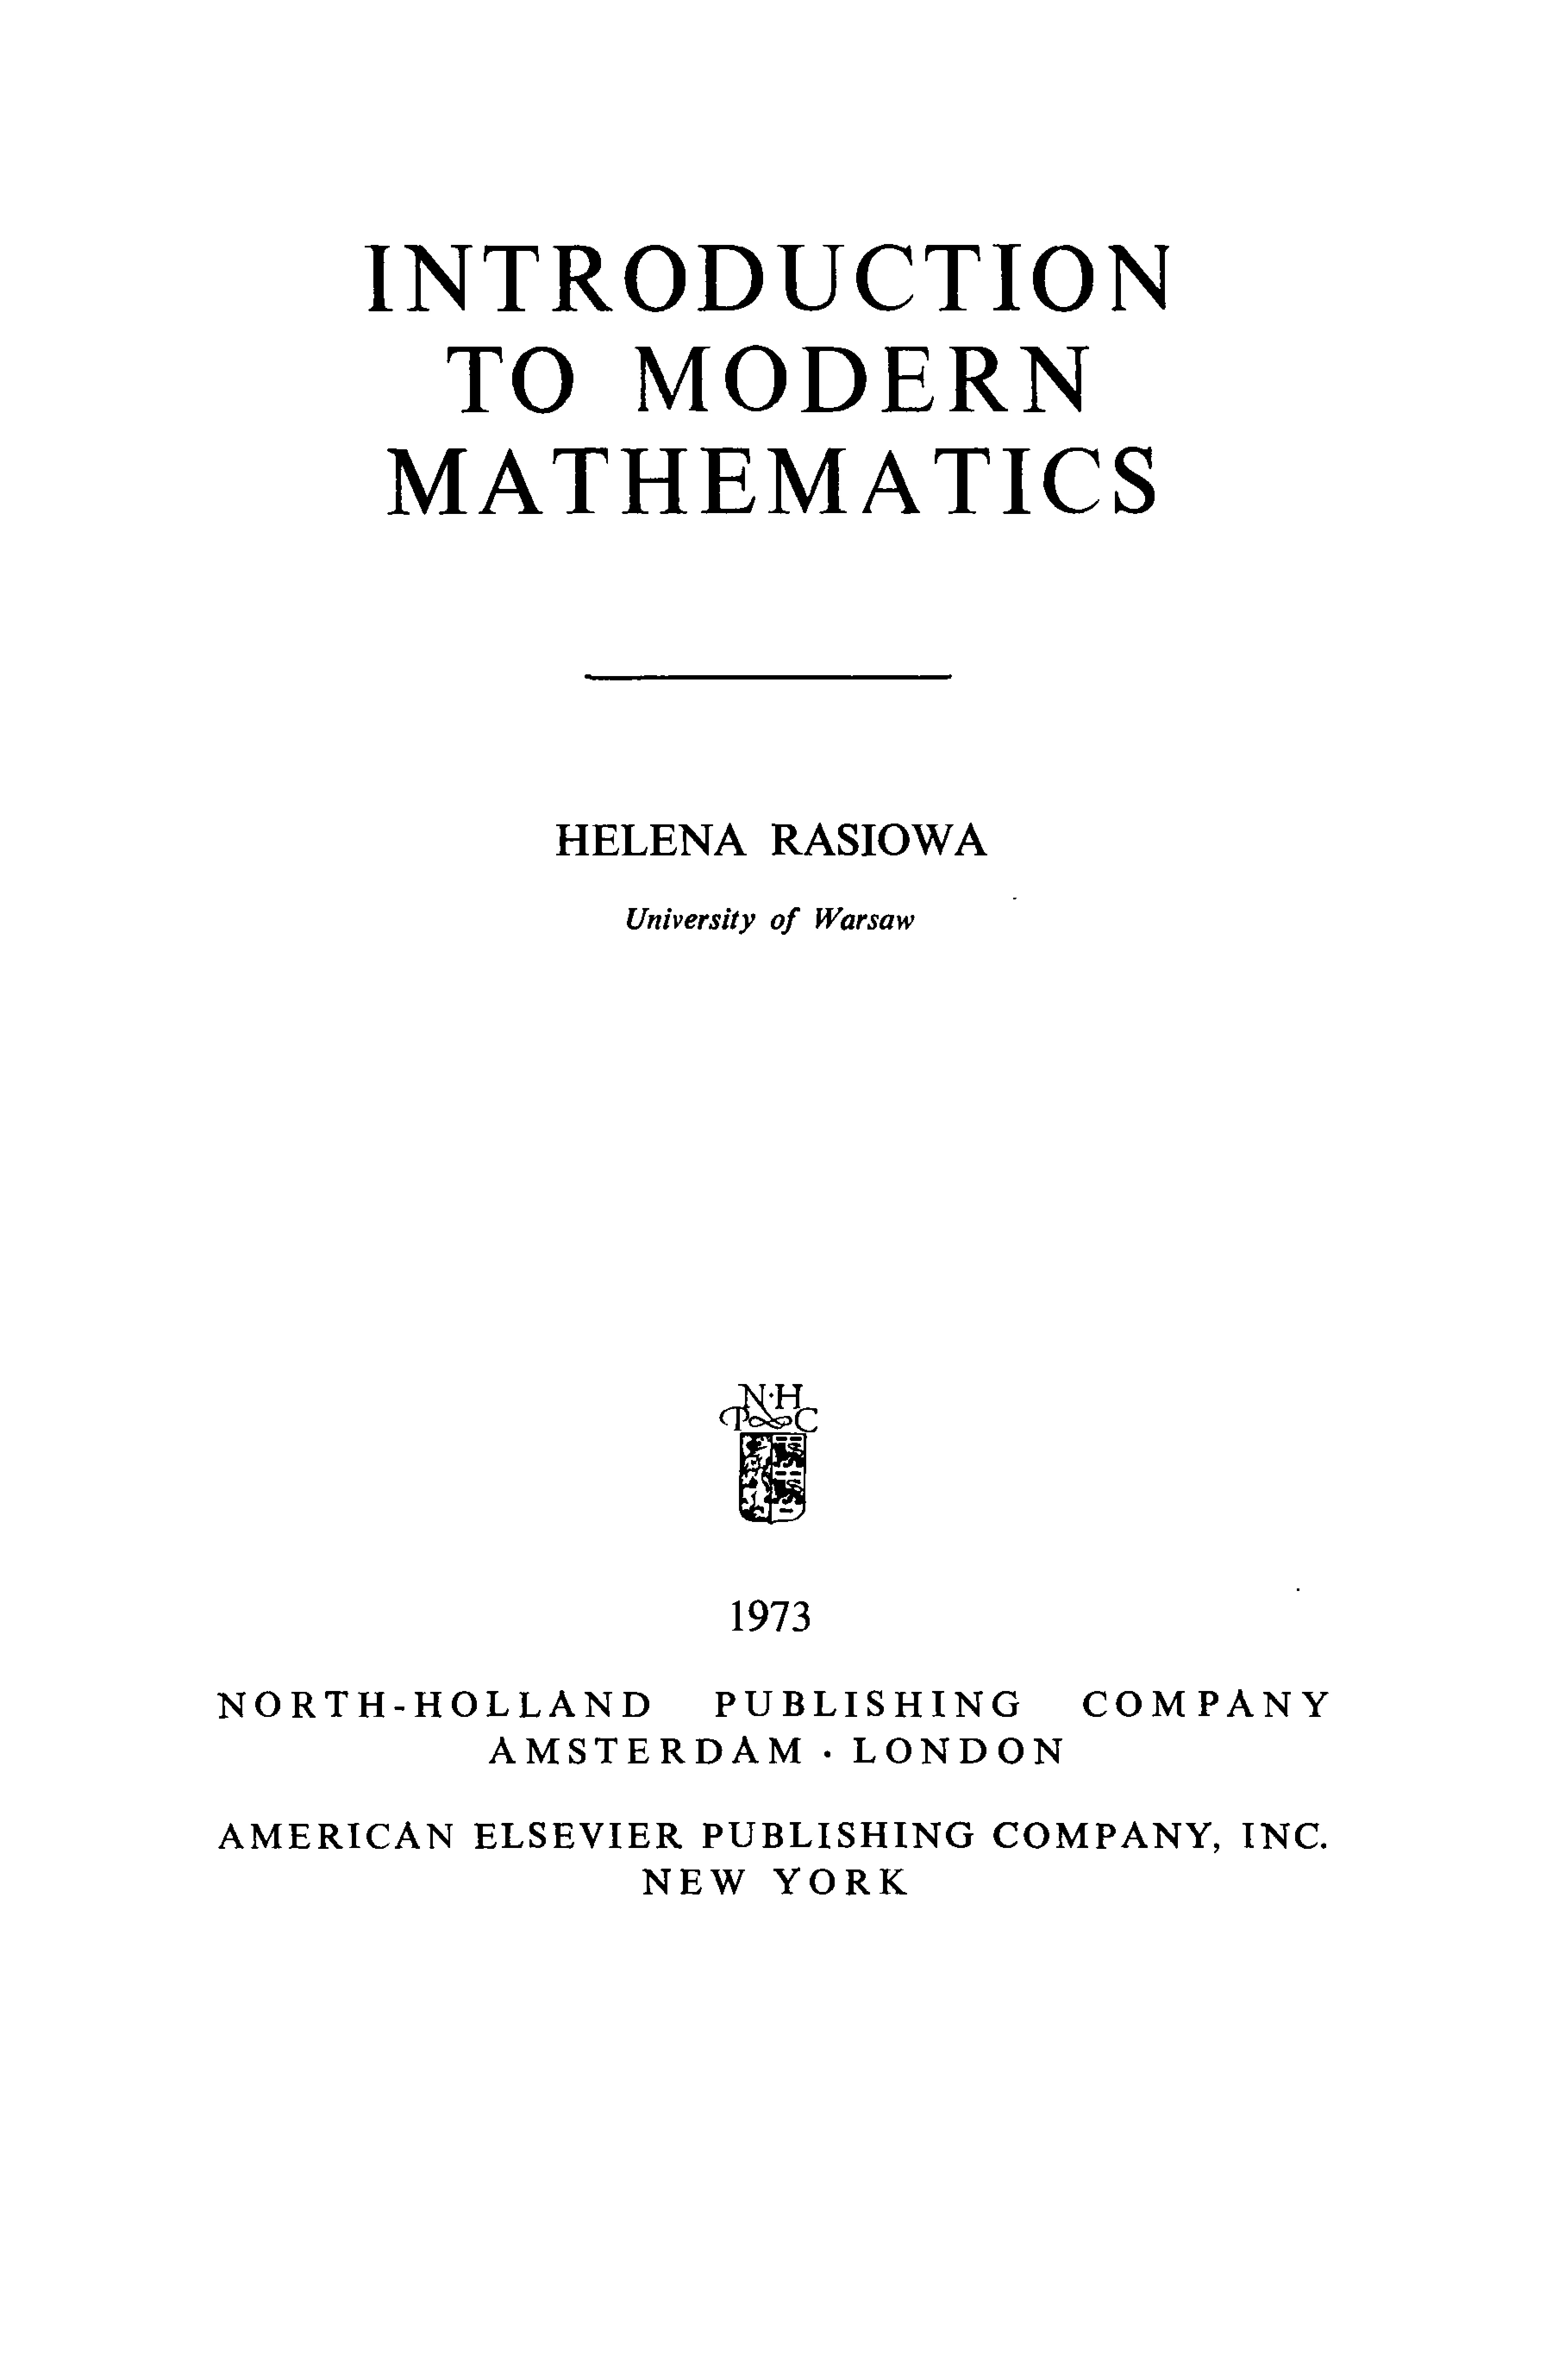 INTRODUCTION
TO MODERN
MATHEMATICS
HELENA RASIOWA
University of Warsaw
N·H
P C
1973
NORTH-HOLLAND PUBLISHING COMPANY
AMSTERDAM · LONDON
AMERICAN ELSEVIER PUBLISHING COMPANY, INC.
NEW YORK